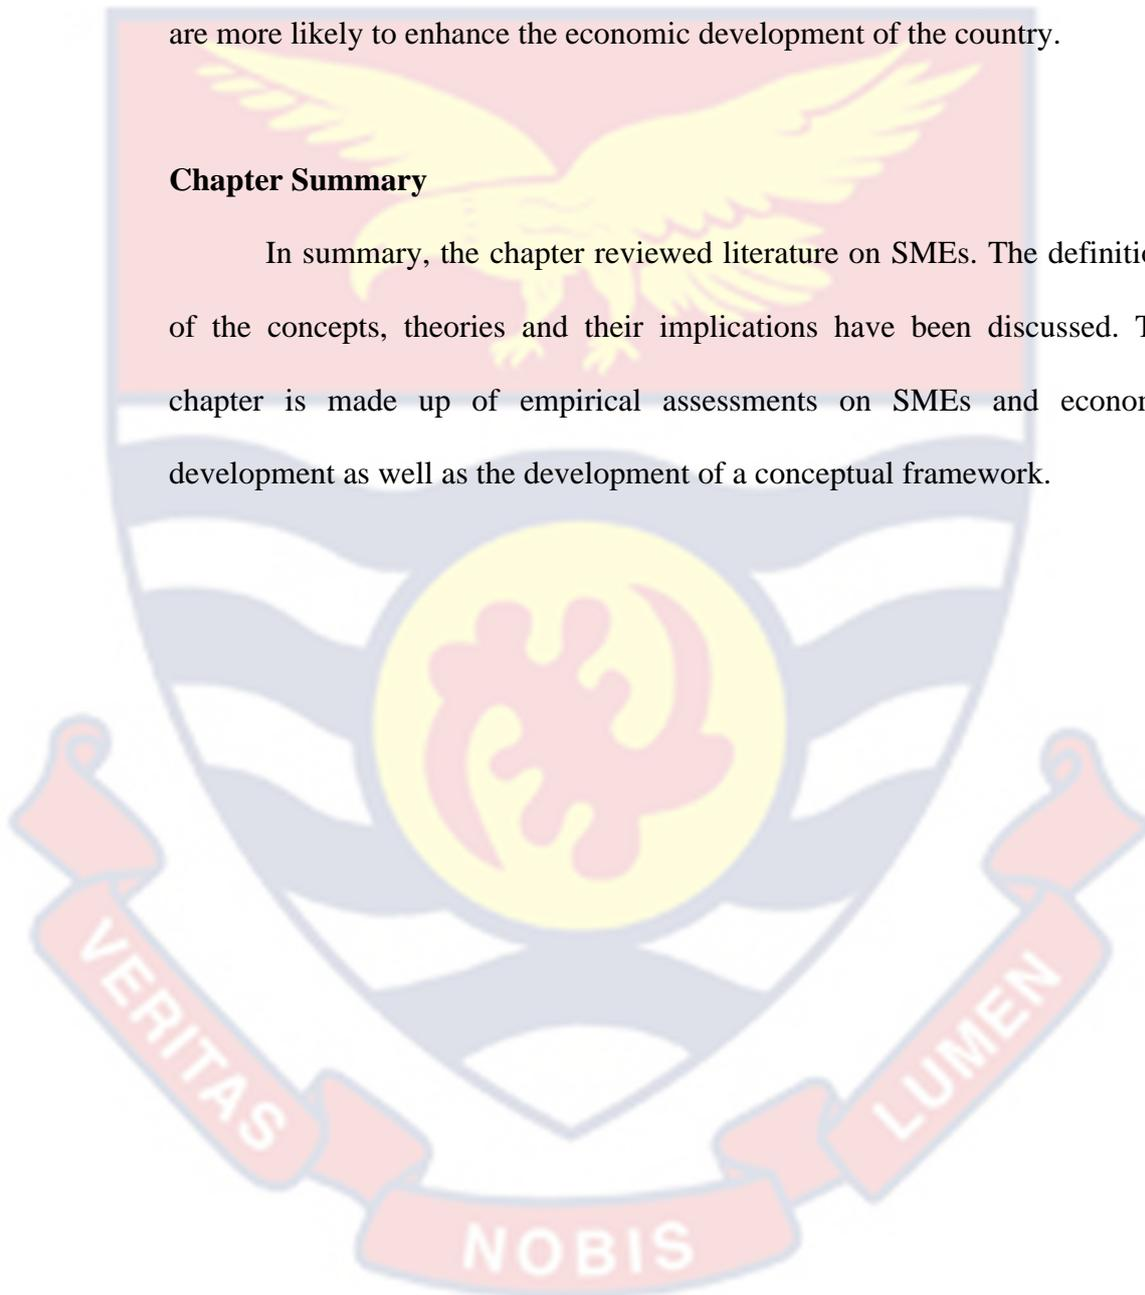 are more likely to enhance the economic development of the country.
Chapter Summary
In summary, the chapter reviewed literature on SMEs. The
of the concepts, theories and their implications have been discussed.
chapter is made up of empirical assessments on SMEs and
development as well as the development of a conceptual framework.
VERITAS
NOBIS
LUMEN